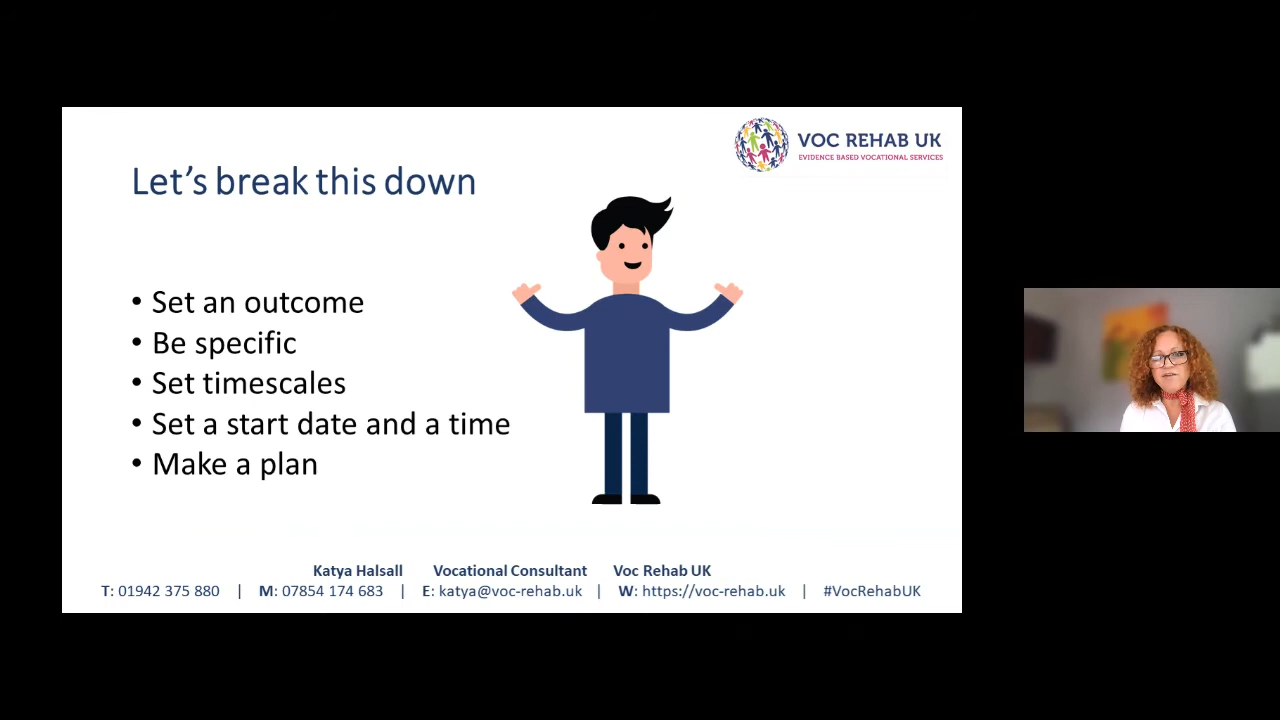 VOC REHAB UK
EVIDENCE BASED VOCATIONAL SERVICES
Let’s break this down
• Set an outcome
• Be specific
• Set timescales
• Set a start date and a time
• Make a plan
Katya Halsall Vocational Consultant Voc Rehab UK
T: 01942 375 880 | M: 07854 174 683 | E: katya@voc-rehab.uk | W: https://voc-rehab.uk | #VocRehabUK